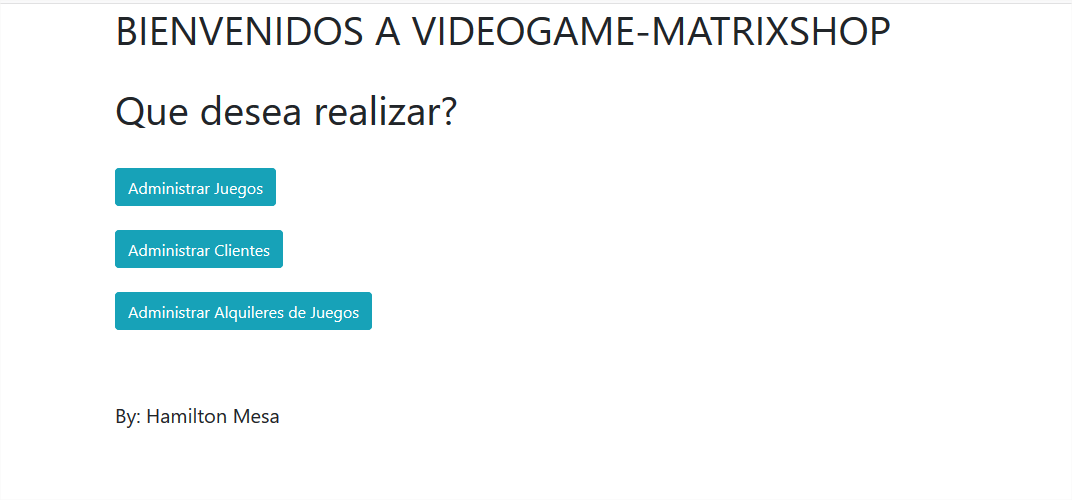 BIENVENIDOS A VIDEOGAME-MATRIXSHOP
Que desea realizar?
Administrar Juegos
Administrar Clientes
Administrar Alquileres de Juegos
By: Hamilton Mesa